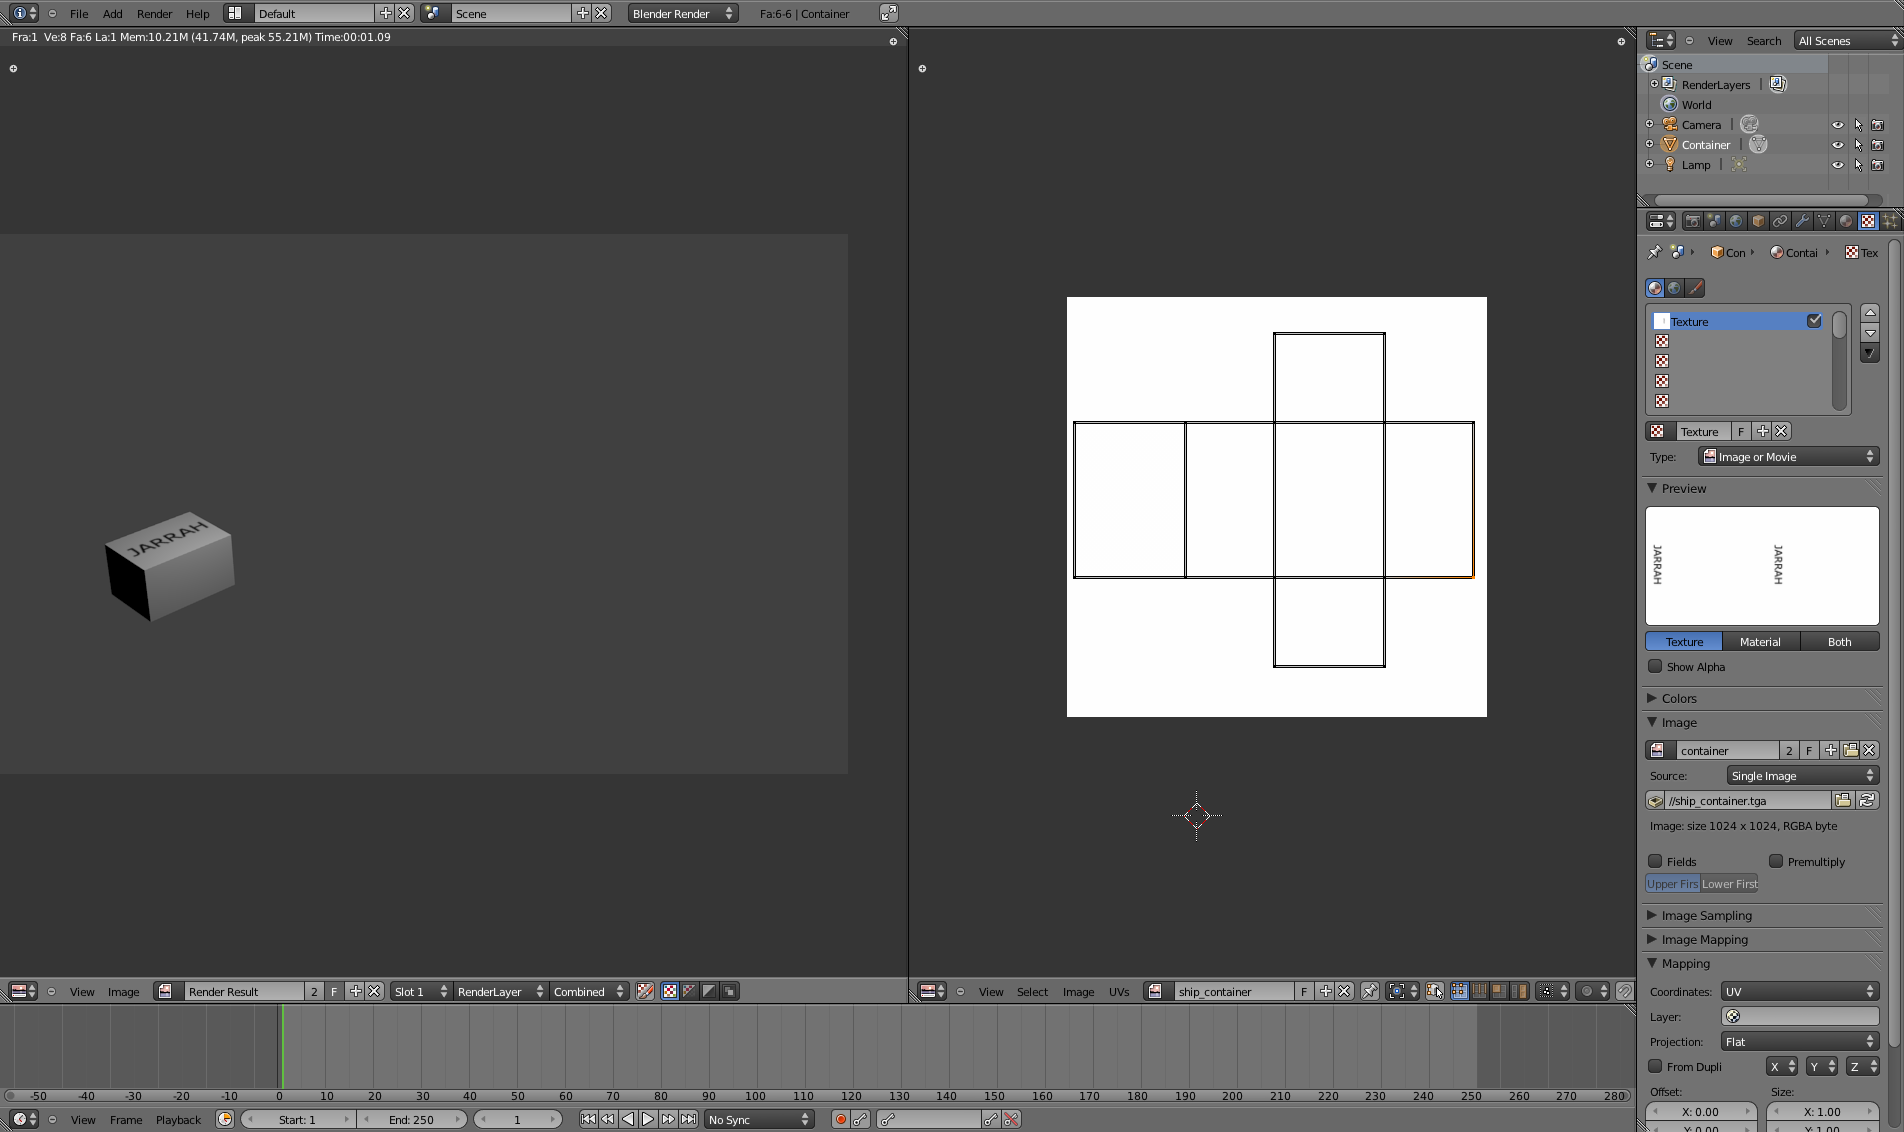 File Add Render Help Default Scene Blender Render Fa:6-6 | Container
Fra:1 Ve:8 Fa:6 La:1 Mem:10.21M (41.74M, peak 55.21M) Time:00:01.09
JARRAH
View Image Render Result 2 F Slot 1 RenderLayer Combined
View Select Image UVs ship_container F
View Search All Scenes
Scene
RenderLayers |
World
Camera |
Container |
Lamp |
Con Contai Tex
Texture
Texture F
Type: Image or Movie
Preview
JARRAH JARRAH
Texture Material Both
Show Alpha
Colors
Image
container 2 F
Source: Single Image
//ship_container.tga
Image: size 1024 x 1024, RGBA byte
Fields Premultiply
Upper Firs Lower First
Image Sampling
Image Mapping
Mapping
Coordinates: UV
Layer:
Projection: Flat
From Dupli X Y Z
Offset: Size:
X: 0.00 X: 1.00
Y: 0.00 Y: 1.00
-50 -40 -30 -20 -10 0 10 20 30 40 50 60 70 80 90 100 110 120 130 140 150 160 170 180 190 200 210 220 230 240 250 260 270 280
View Frame Playback Start: 1 End: 250 1 No Sync